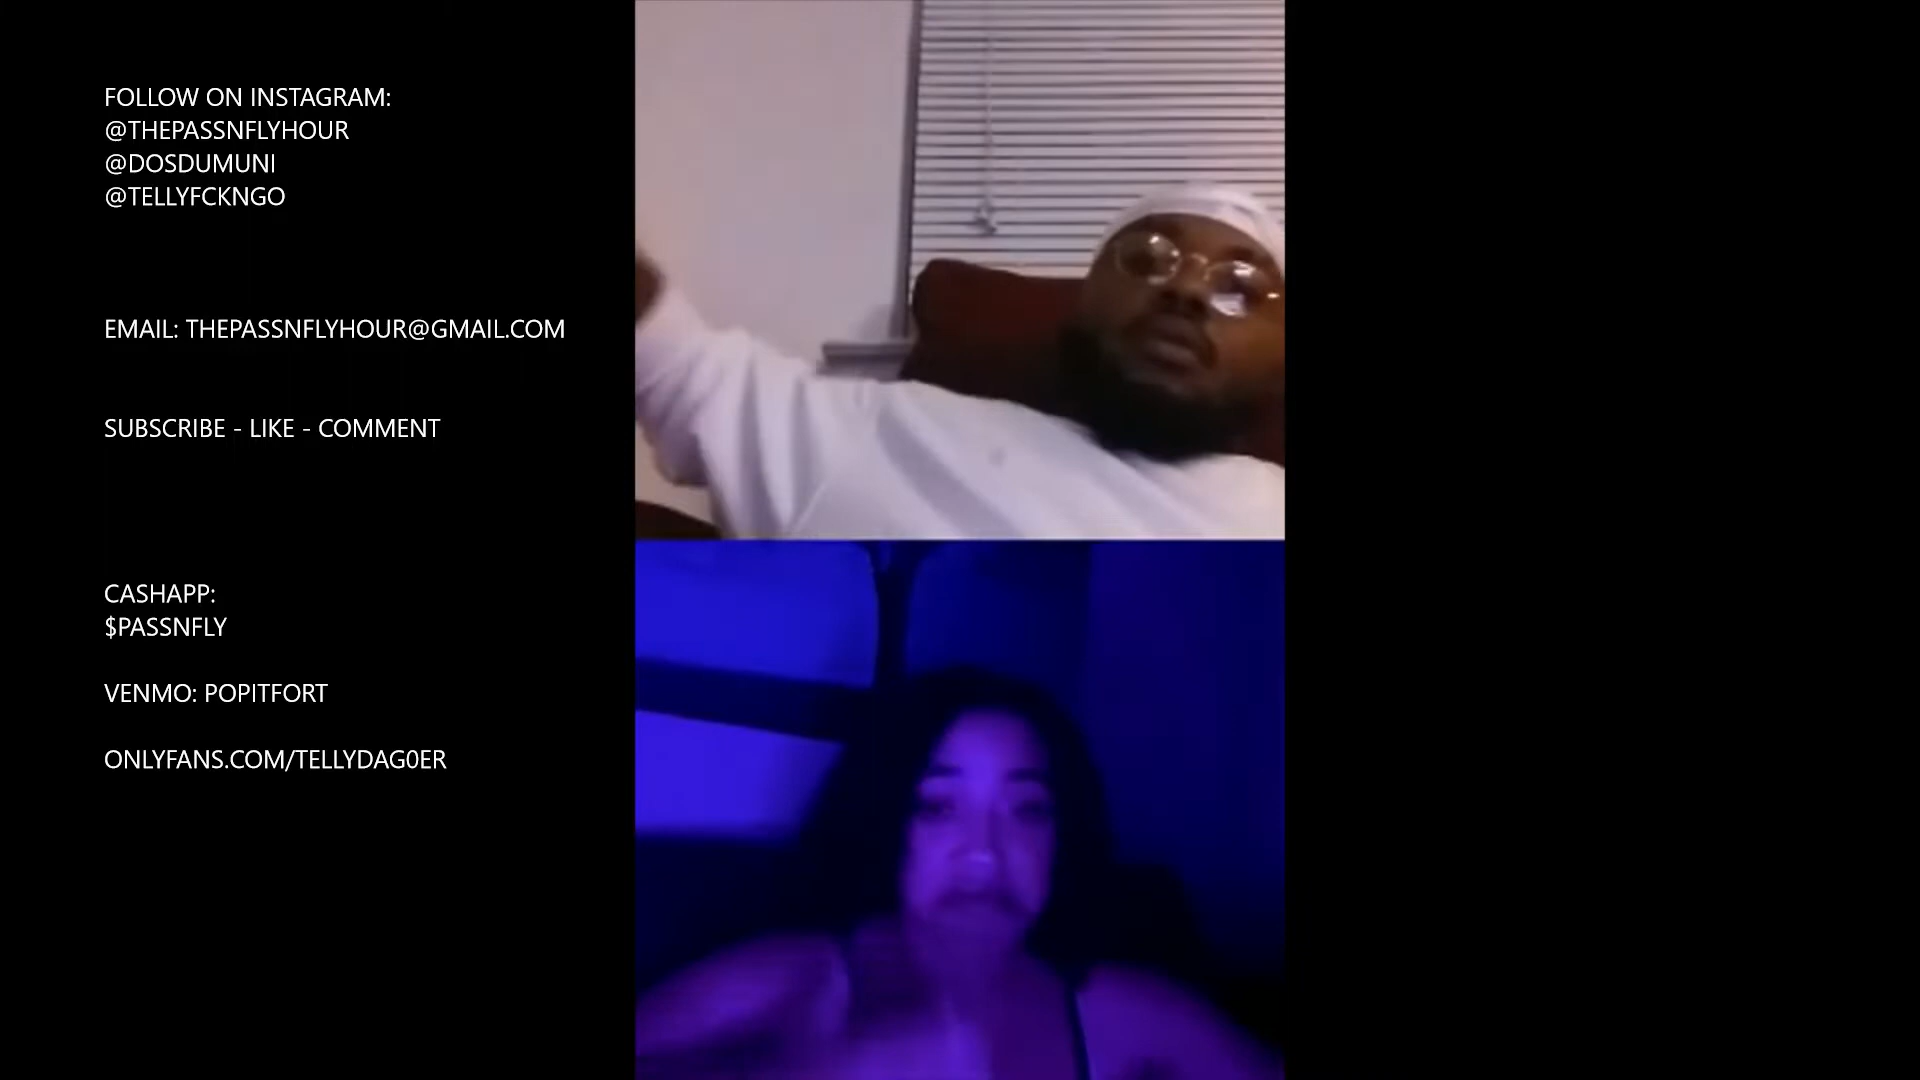 FOLLOW ON INSTAGRAM:
@THEPASSNFLYHOUR
@DOSDUMUNI
@TELLYFCKNGO
EMAIL: THEPASSNFLYHOUR@GMAIL.COM
SUBSCRIBE - LIKE - COMMENT
CASHAPP:
$PASSNFLY
VENMO: POPITFORT
ONLYFANS.COM/TELLYDAG0ER